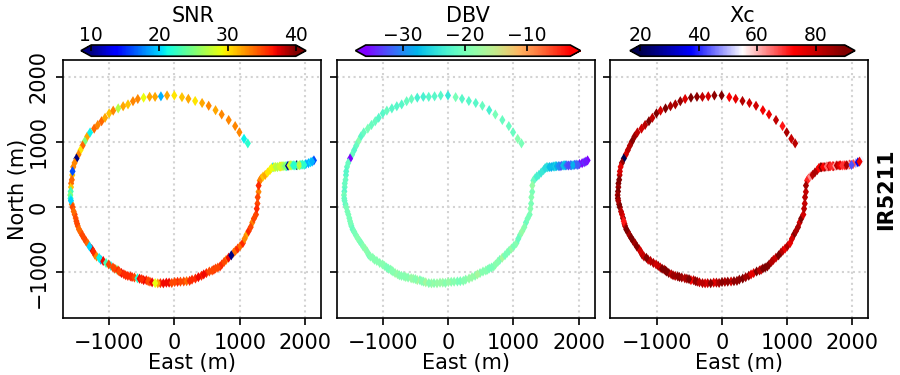 SNR DBV Xc
10 20 30 40 −30 −20 −10 20 40 60 80
2000
1000
0
−1000
North (m)
−1000 0 1000 2000 −1000 0 1000 2000 −1000 0 1000 2000
East (m) East (m) East (m)
IR5211